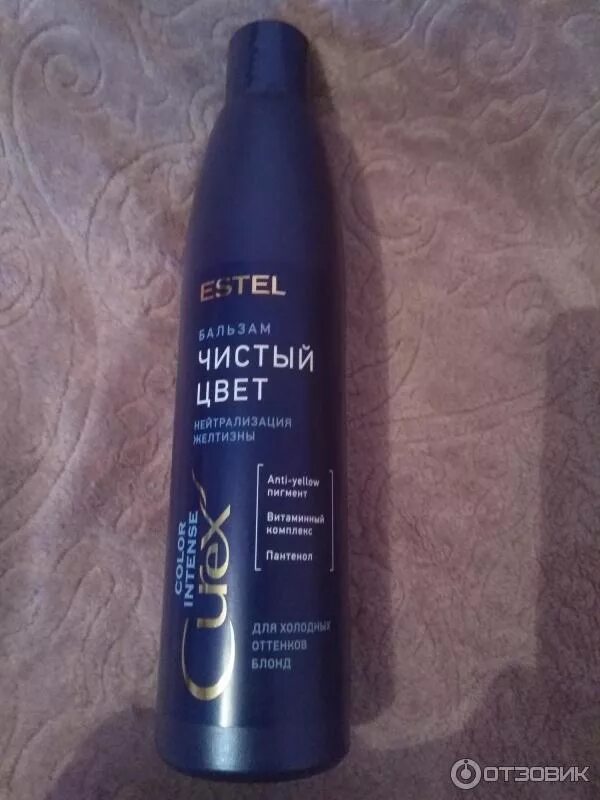 ESTEL
БАЛЬЗАМ
ЧИСТЫЙ
ЦВЕТ
НЕЙТРАЛИЗАЦИЯ
ЖЕЛТИЗНЫ
Anti-yellow
пигмент
Витаминный
комплекс
Пантенол
COLOR
INTENSE
Curex
ДЛЯ ХОЛОДНЫХ
ОТТЕНКОВ
БЛОНД
ОТЗОВИК